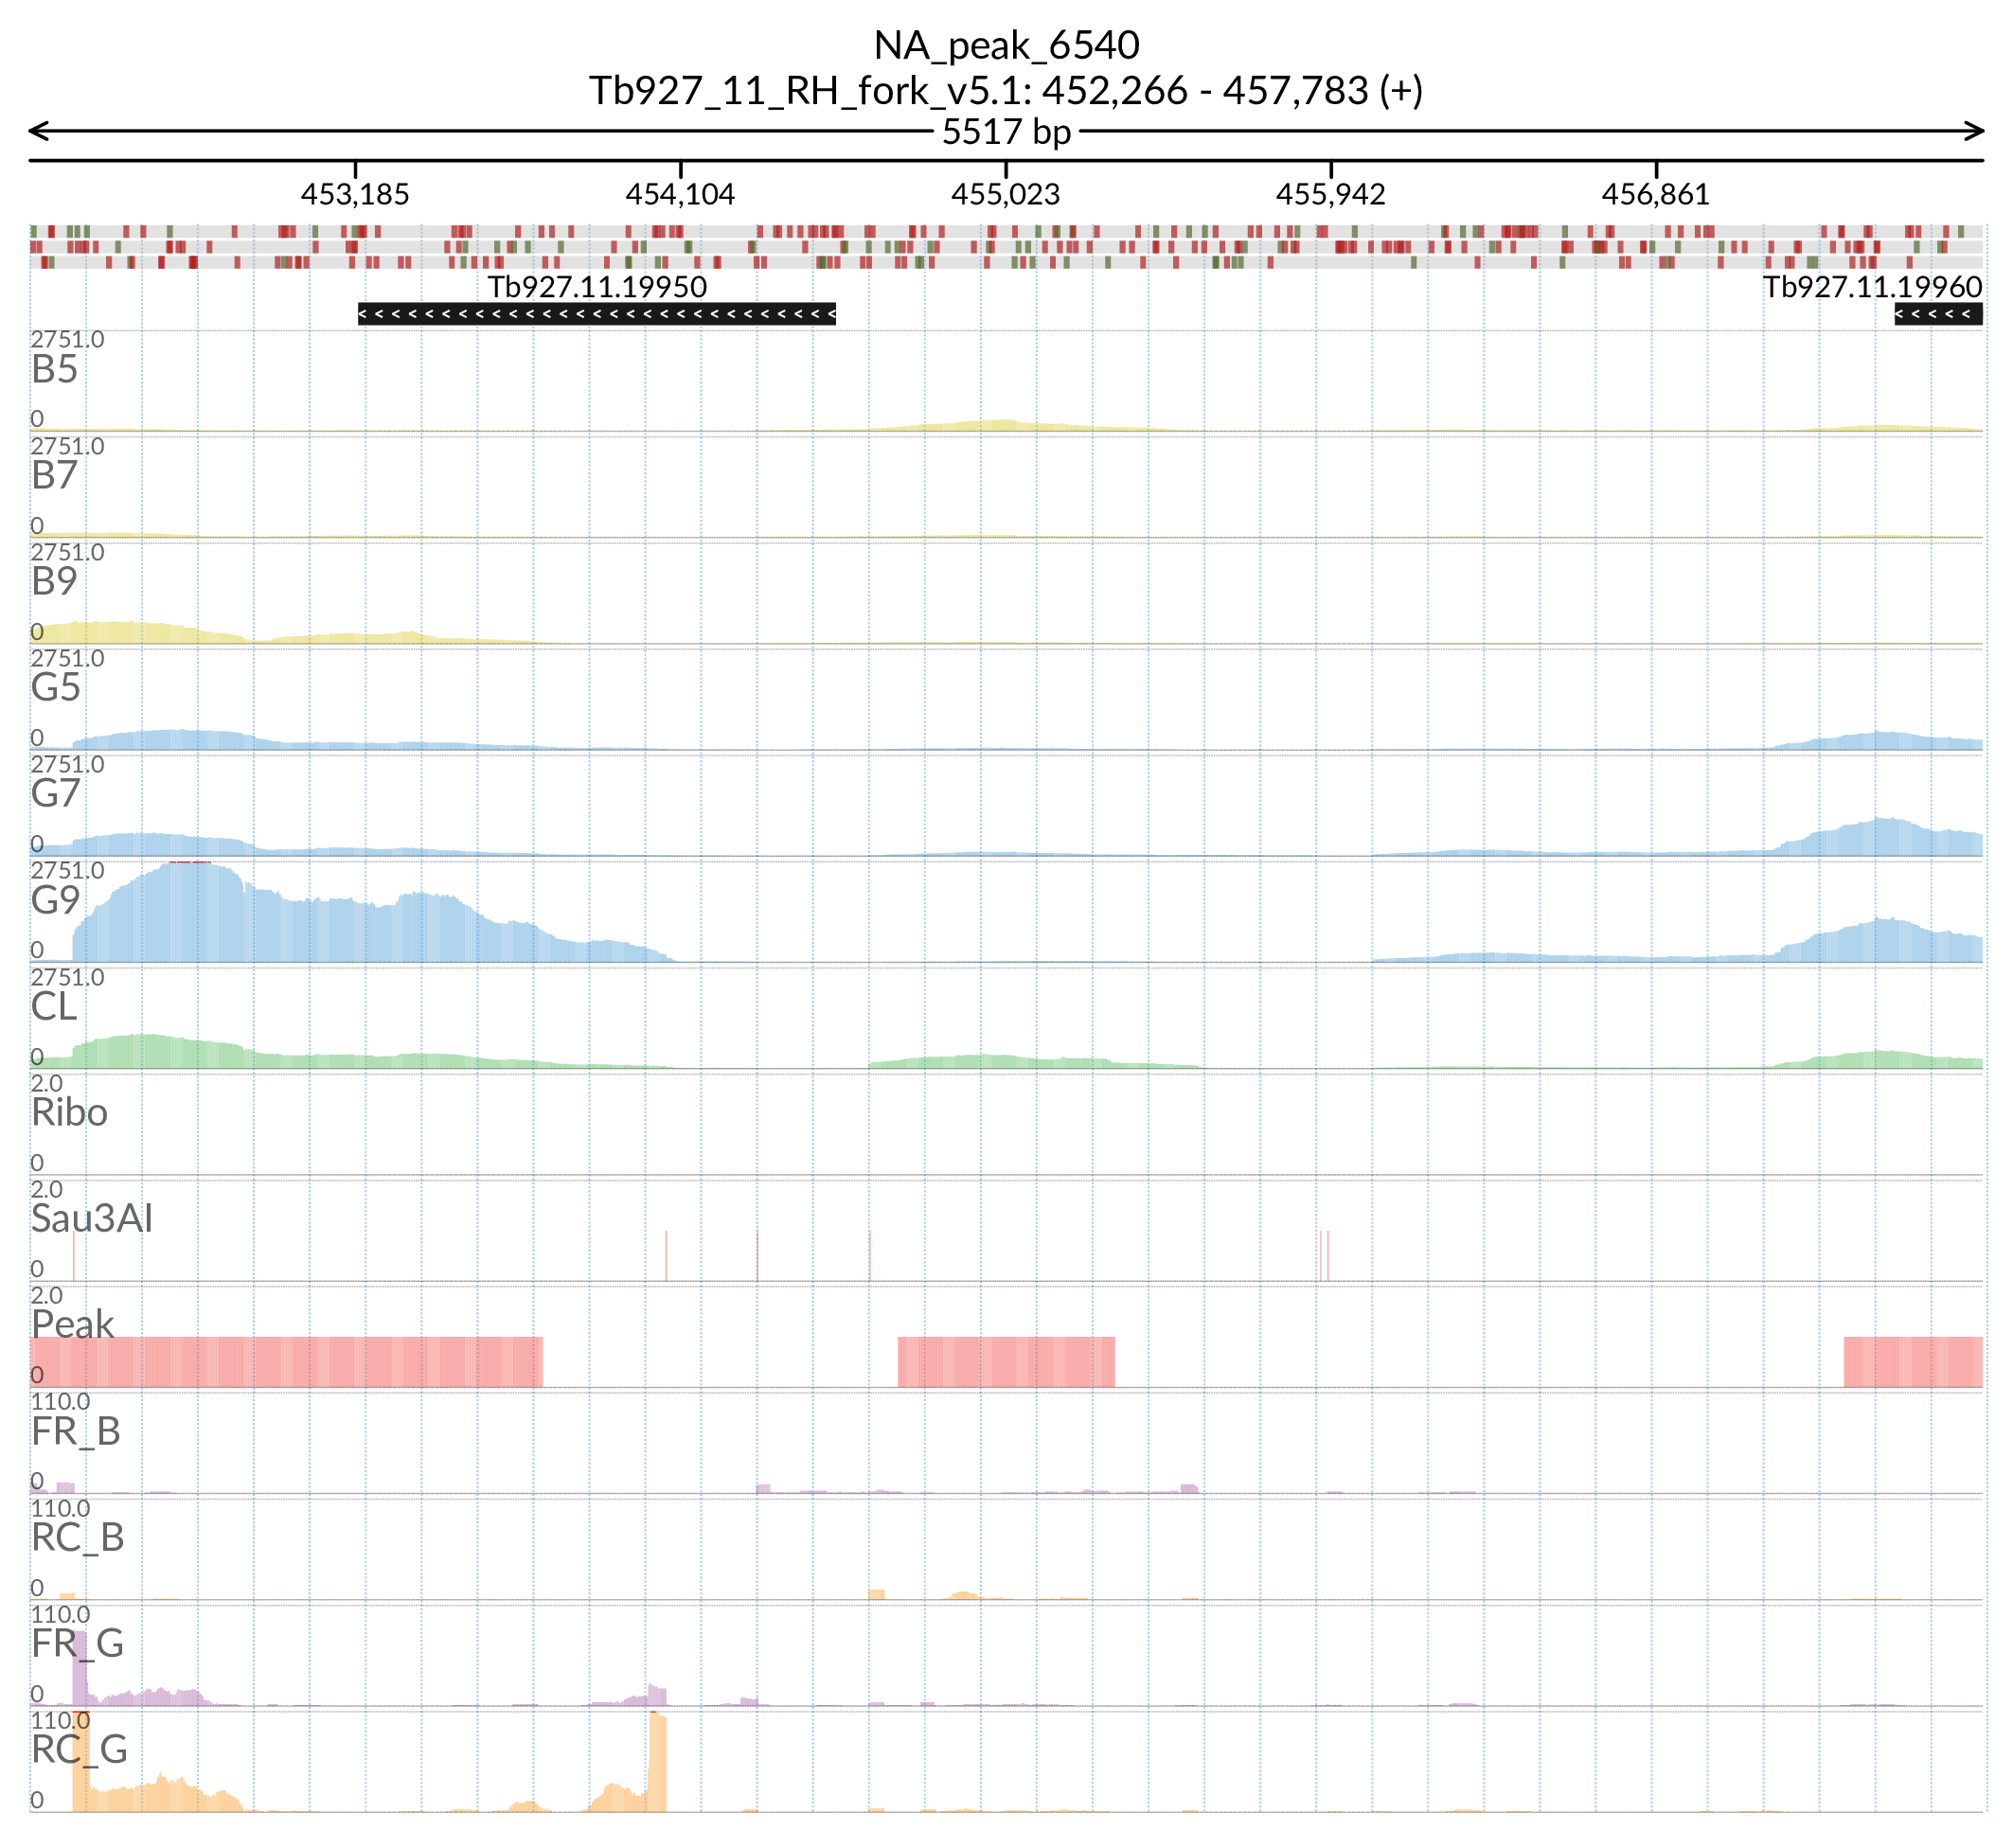 NA_peak_6540
Tb927_11_RH_fork_v5.1: 452,266 - 457,783 (+)
5517 bp
453,185 454,104 455,023 455,942 456,861
Tb927.11.19950 Tb927.11.19960
2751.0
B5
0
2751.0
B7
0
2751.0
B9
0
2751.0
G5
0
2751.0
G7
0
2751.0
G9
0
2751.0
CL
0
2.0
Ribo
0
2.0
Sau3AI
0
2.0
Peak
0
110.0
FR_B
0
110.0
RC_B
0
110.0
FR_G
0
110.0
RC_G
0